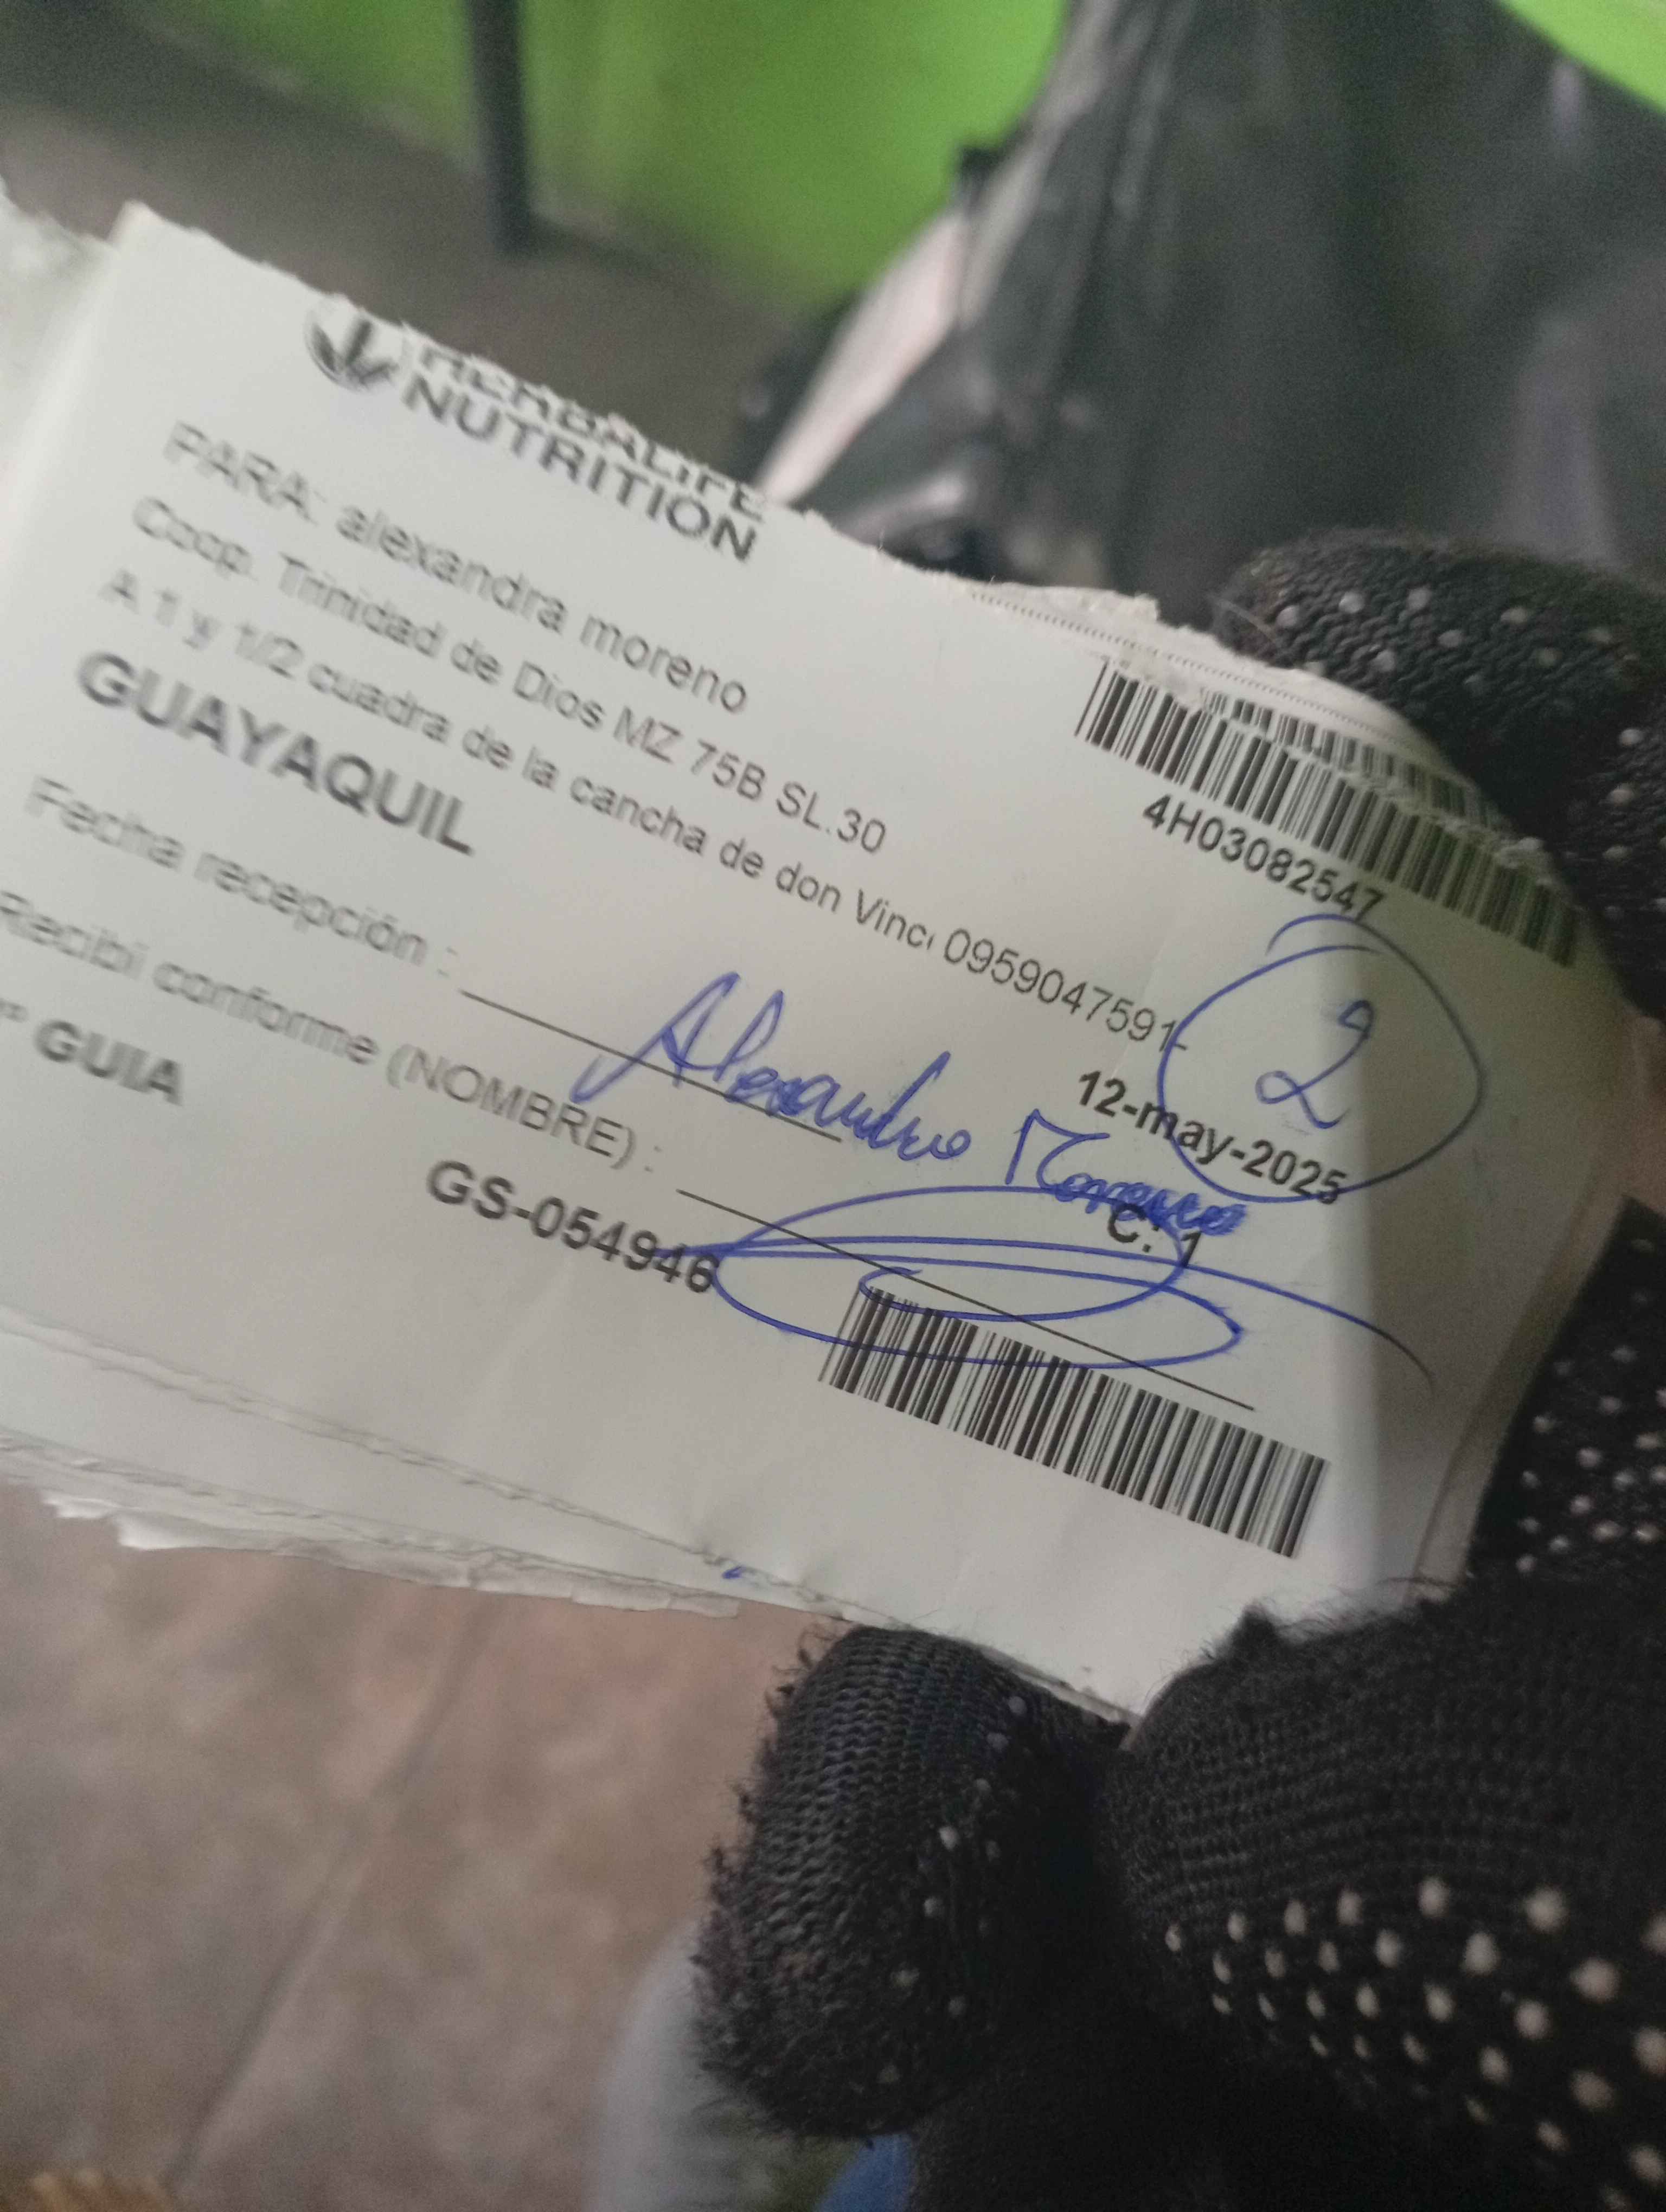 HERBALIFE
NUTRITION
4H03082547
PARA: alexandra moreno
Coop. Trinidad de Dios MZ 75B SL.30
A 1 y 1/2 cuadra de la cancha de don Vinc 0959047591-
GUAYAQUIL
2
12-may-2025
Fecha recepción :
Alexandra Moreno
C. 1
Recibi conforme (NOMBRE) :
GUIA
GS-054946